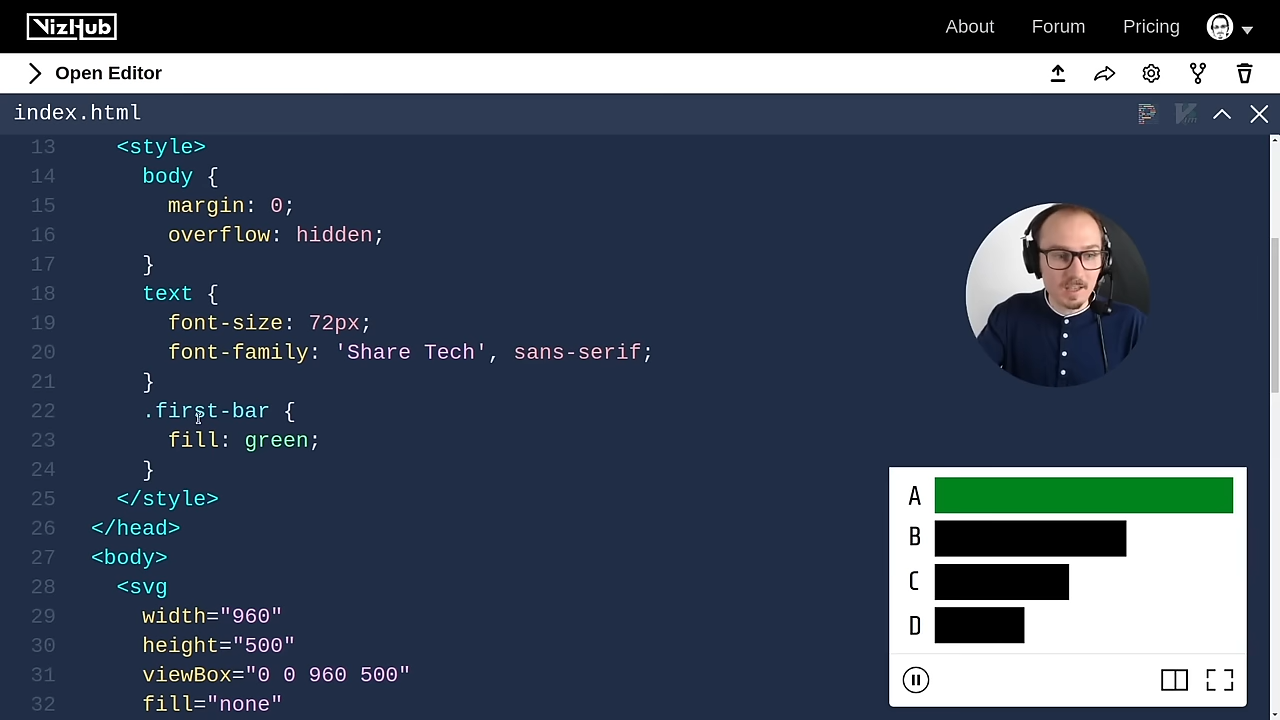 VizHub
About
Forum
Pricing
Open Editor
index.html
13 <style>
14 body {
15 margin: 0;
16 overflow: hidden;
17 }
18 text {
19 font-size: 72px;
20 font-family: 'Share Tech', sans-serif;
21 }
22 .first-bar {
23 fill: green;
24 }
25 </style>
26 </head>
27 <body>
28 <svg
29 width="960"
30 height="500"
31 viewBox="0 0 960 500"
32 fill="none"
A
B
C
D